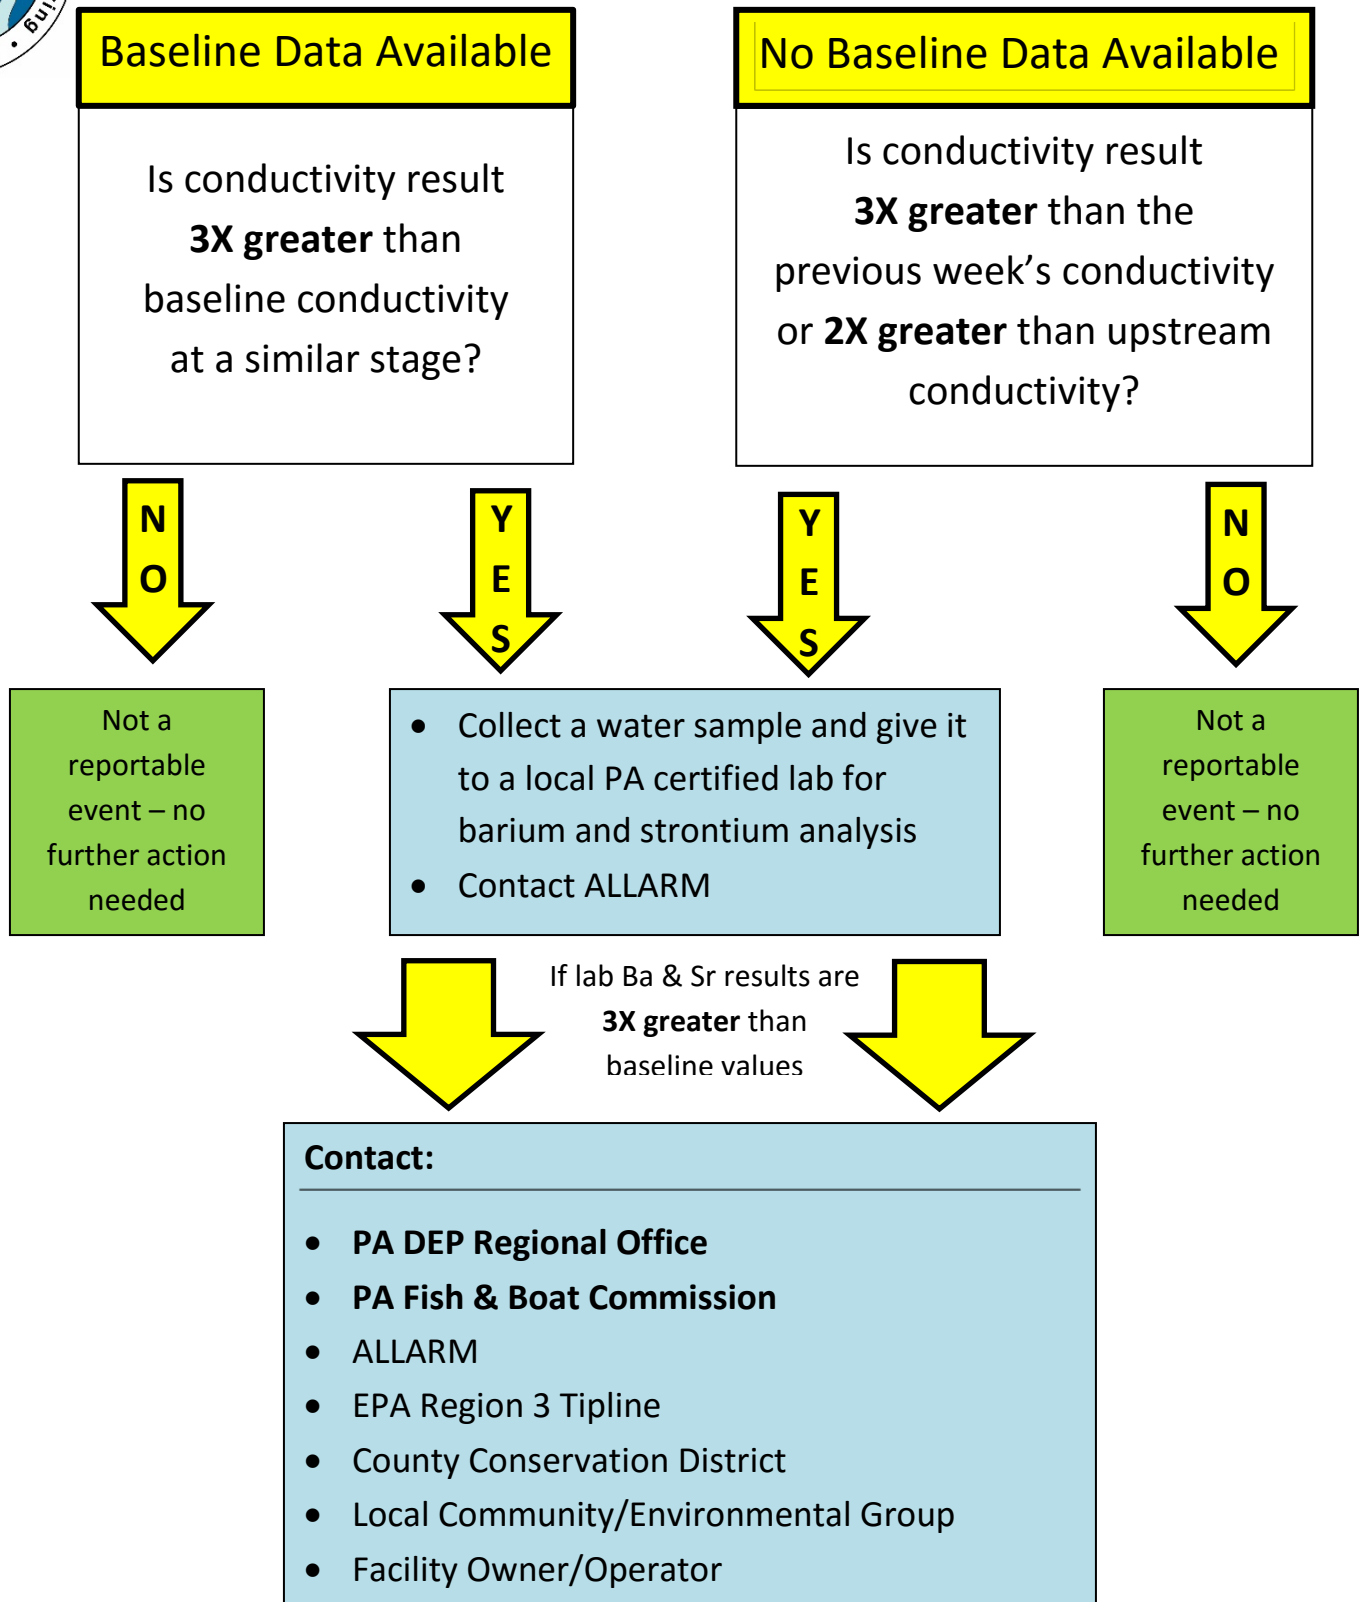 Baseline Data Available
Is conductivity result
3X greater than
baseline conductivity
at a similar stage?
No Baseline Data Available
Is conductivity result
3X greater than the
previous week’s conductivity
or 2X greater than upstream
conductivity?
N
O
Y
E
S
Y
E
S
N
O
Not a
reportable
event – no
further action
needed
• Collect a water sample and give it
to a local PA certified lab for
barium and strontium analysis
• Contact ALLARM
Not a
reportable
event – no
further action
needed
If lab Ba & Sr results are
3X greater than
baseline values
Contact:
• PA DEP Regional Office
• PA Fish & Boat Commission
• ALLARM
• EPA Region 3 Tipline
• County Conservation District
• Local Community/Environmental Group
• Facility Owner/Operator